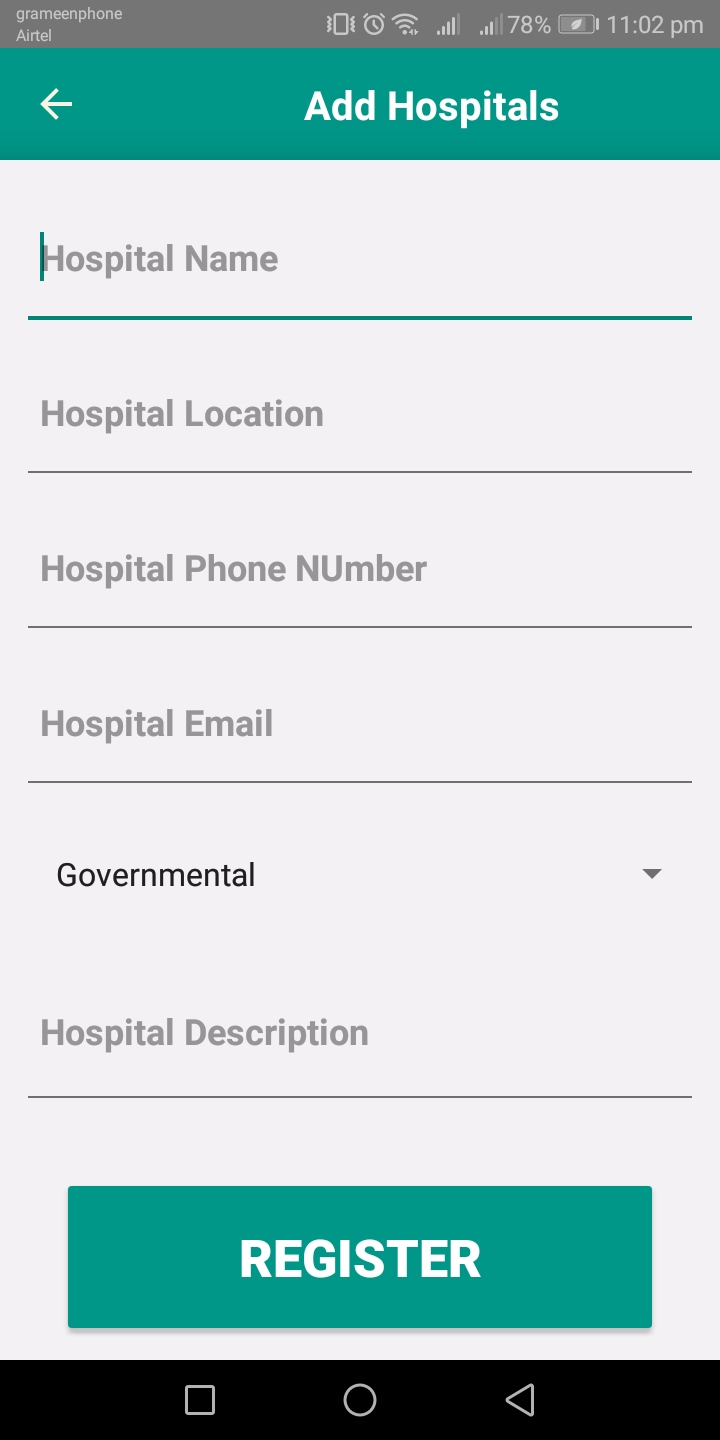 grameenphone
Airtel
78% 11:02 pm
Add Hospitals
Hospital Name
Hospital Location
Hospital Phone NUmber
Hospital Email
Governmental
Hospital Description
REGISTER